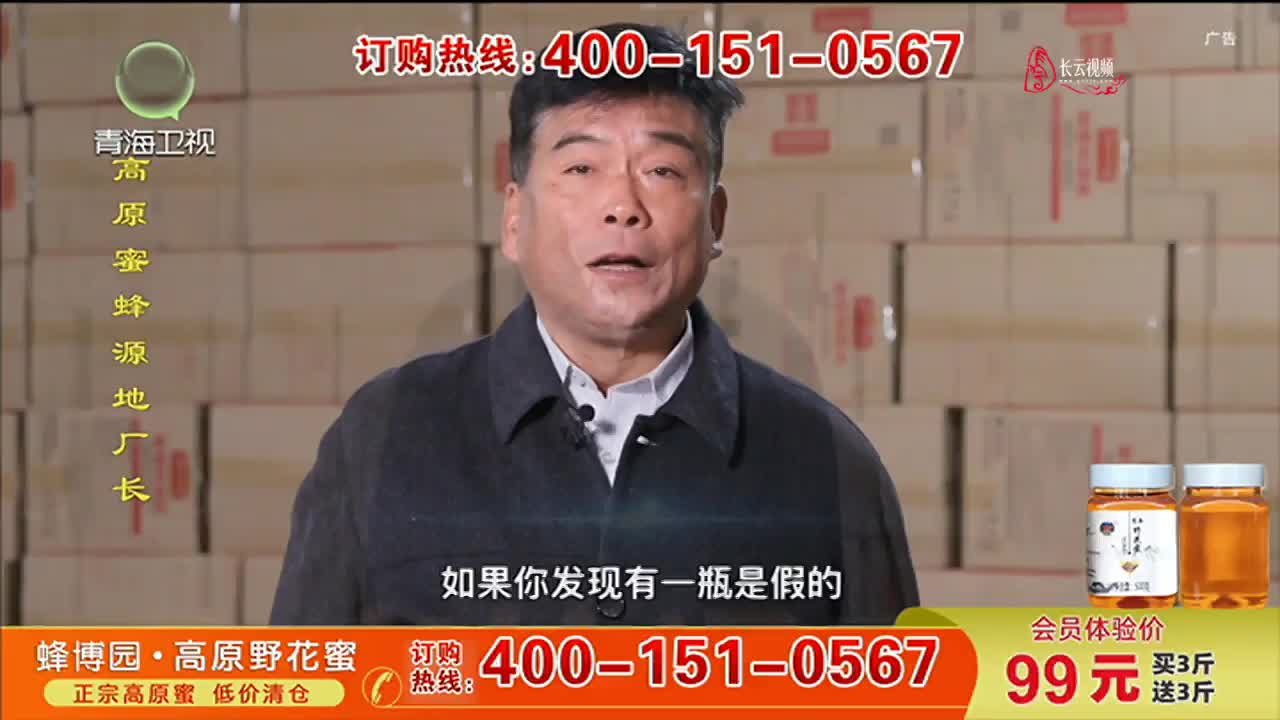 订购热线:400-151-0567
广告
长云视频
青海卫视
高原蜜蜂源地厂长
如果你发现有一瓶是假的
蜂博园·高原野花蜜
正宗高原蜜 低价清仓
订购热线:
400-151-0567
会员体验价
99元
买3斤
送3斤